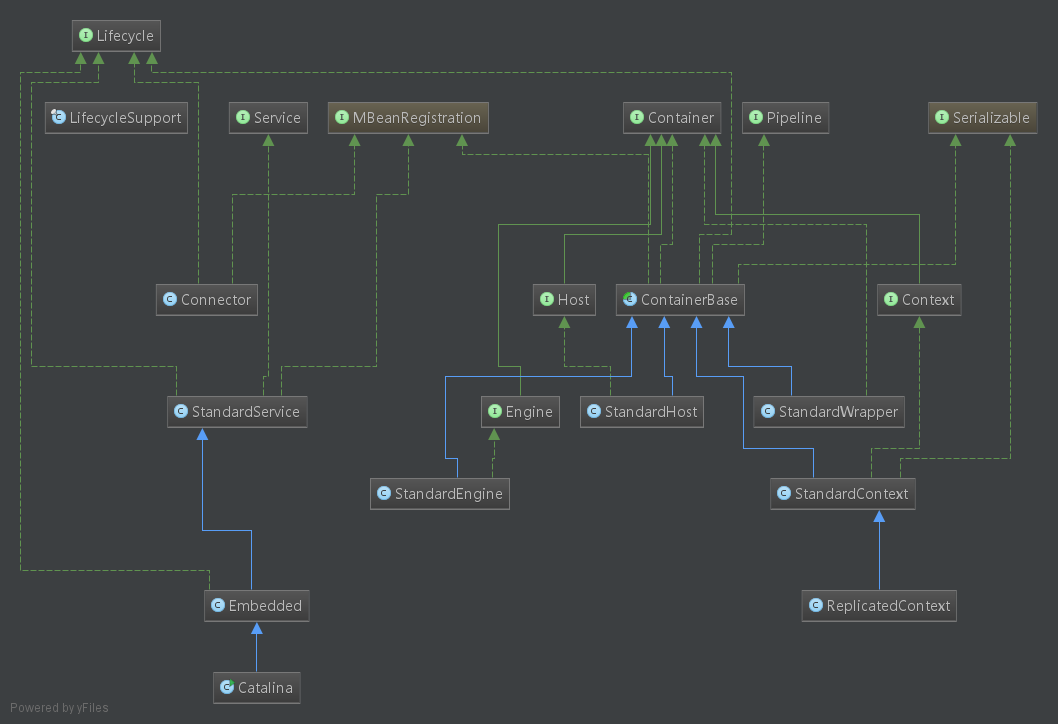 Lifecycle
LifecycleSupport
Service
MBeanRegistration
Container
Pipeline
Serializable
Connector
Host
ContainerBase
Context
StandardService
Engine
StandardHost
StandardWrapper
StandardEngine
StandardContext
Embedded
ReplicatedContext
Catalina
Powered by yFiles